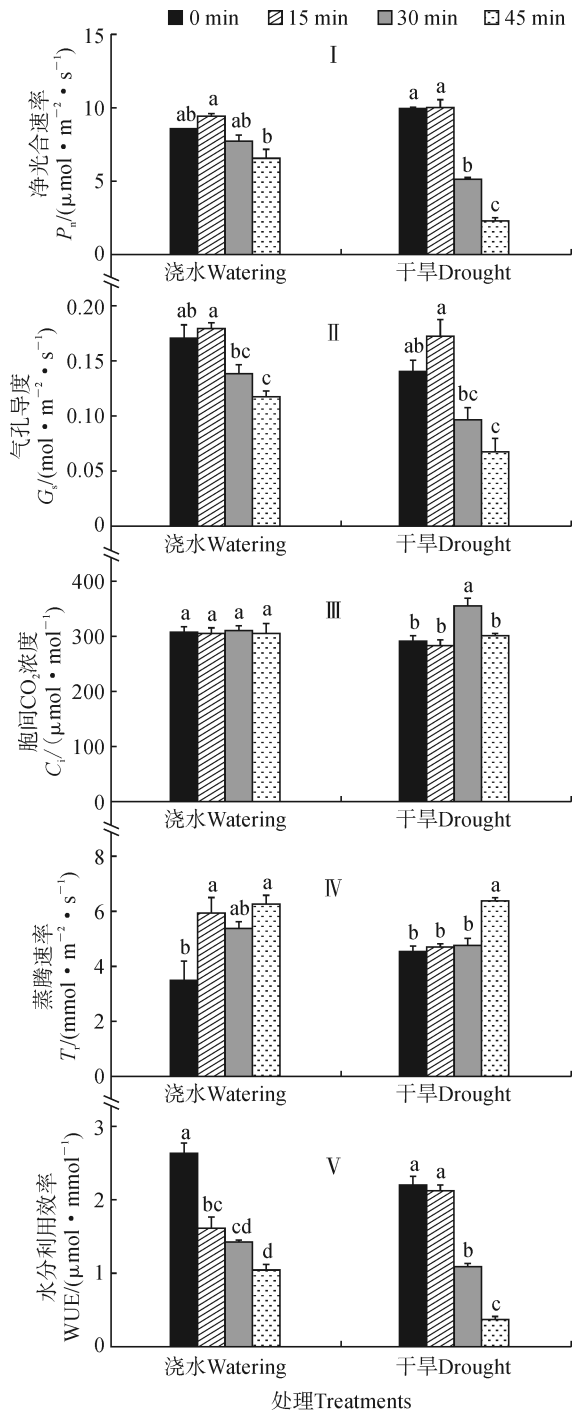 0 min 15 min 30 min 45 min
净光合速率
Pn/(μmol·m⁻²·s⁻¹)
15
10
5
0
Ⅰ
ab a ab b
a a b c
浇水Watering 干旱Drought
气孔导度
Gs/(mol·m⁻²·s⁻¹)
0.20
0.15
0.10
0.05
0
Ⅱ
ab a bc c
ab a bc c
浇水Watering 干旱Drought
胞间CO₂浓度
Ci/(μmol·mol⁻¹)
400
300
200
100
0
Ⅲ
a a a a
b b a b
浇水Watering 干旱Drought
蒸腾速率
Tr/(mmol·m⁻²·s⁻¹)
8
6
4
2
0
Ⅳ
b a ab a
b b b a
浇水Watering 干旱Drought
水分利用效率
WUE/(μmol·mmol⁻¹)
3
2
1
0
Ⅴ
a bc cd d
a a b c
浇水Watering 干旱Drought
处理Treatments